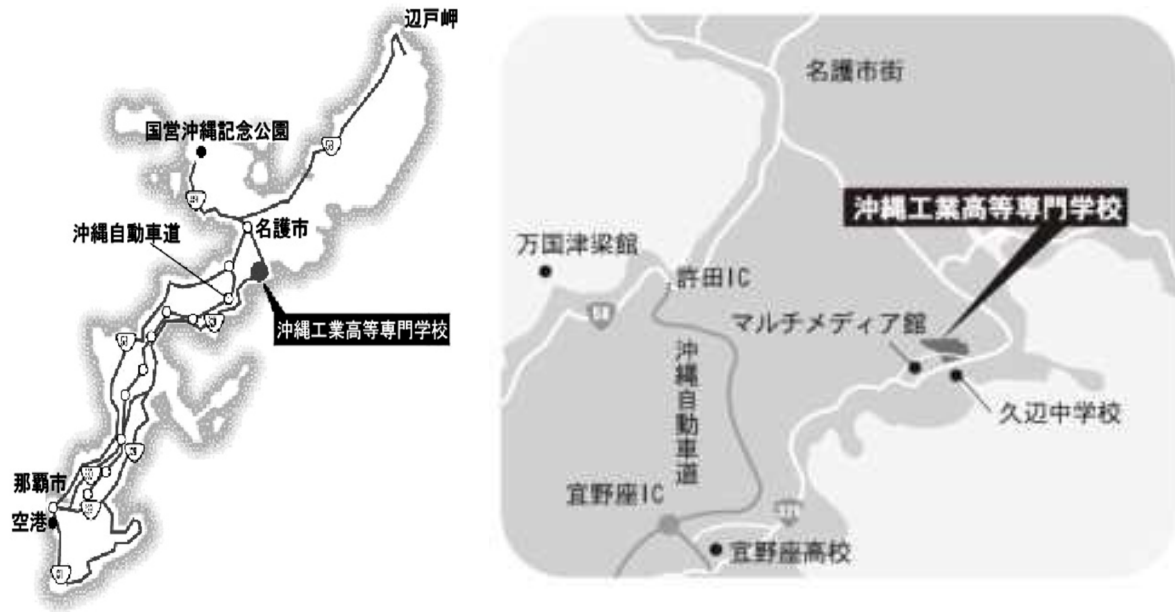 辺戸岬
国営沖縄記念公園
名護市
沖縄自動車道
沖縄工業高等専門学校
那覇市
空港
名護市街
沖縄工業高等専門学校
万国津梁館
許田IC
マルチメディア館
沖縄自動車道
久辺中学校
宜野座IC
宜野座高校